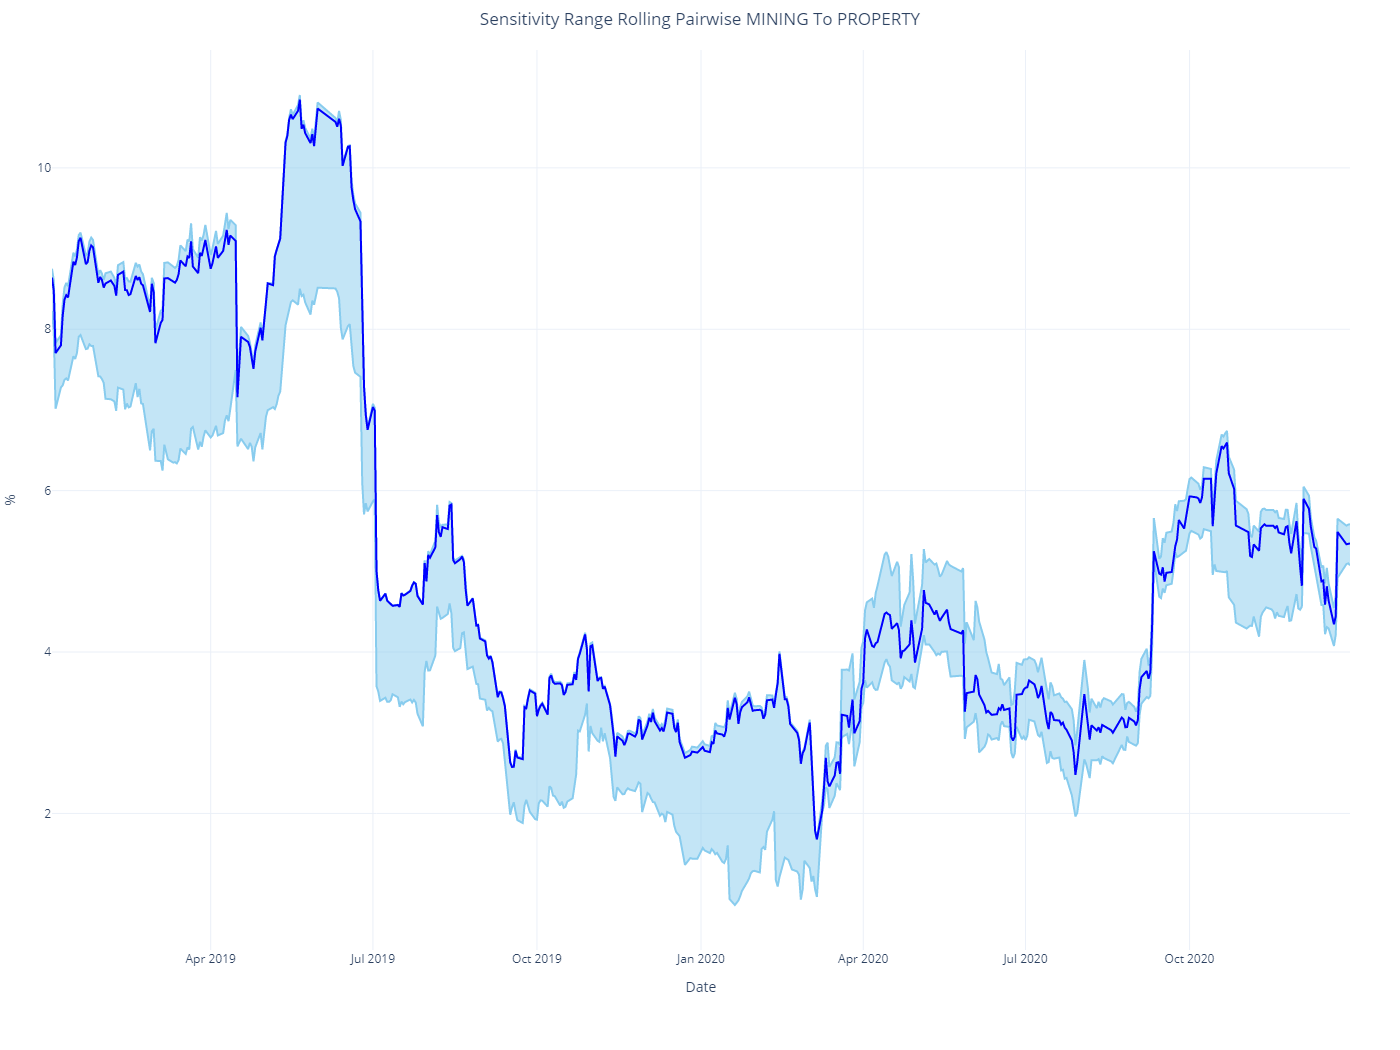 Sensitivity Range Rolling Pairwise MINING To PROPERTY
10
8
6
4
2
%
Apr 2019
Jul 2019
Oct 2019
Jan 2020
Apr 2020
Jul 2020
Oct 2020
Date